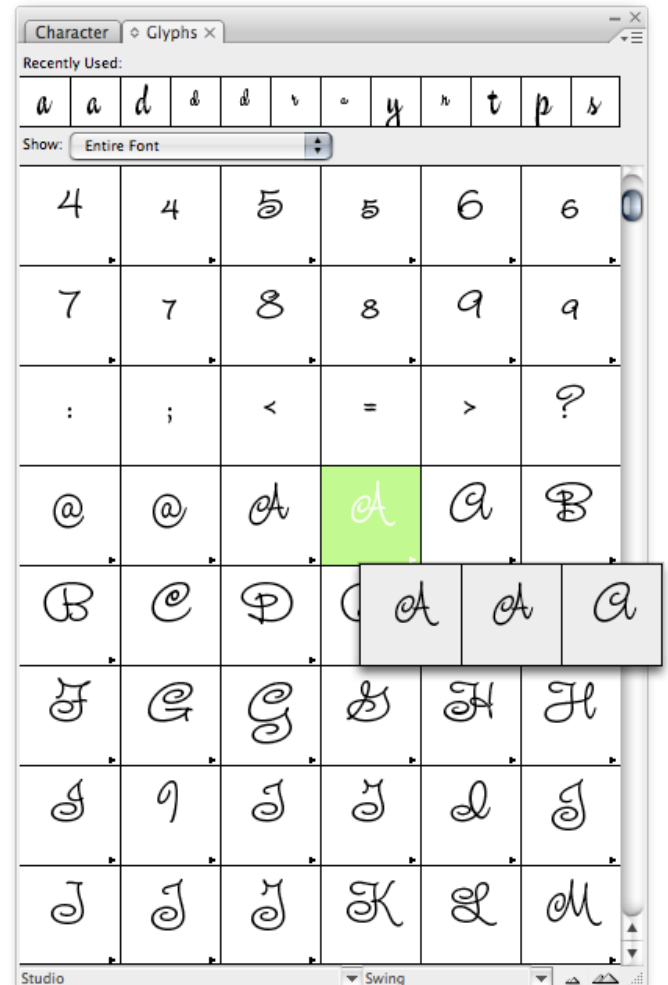 Character Glyphs
Recently Used:
a a d d d r a y n t p s
Show: Entire Font
4 4 5 5 6 6
7 7 8 8 9 9
: ; < = > ?
@ @ A A A B
B C D A A A
F G G G H H
I I I I I J
J J J K L M
Studio Swing